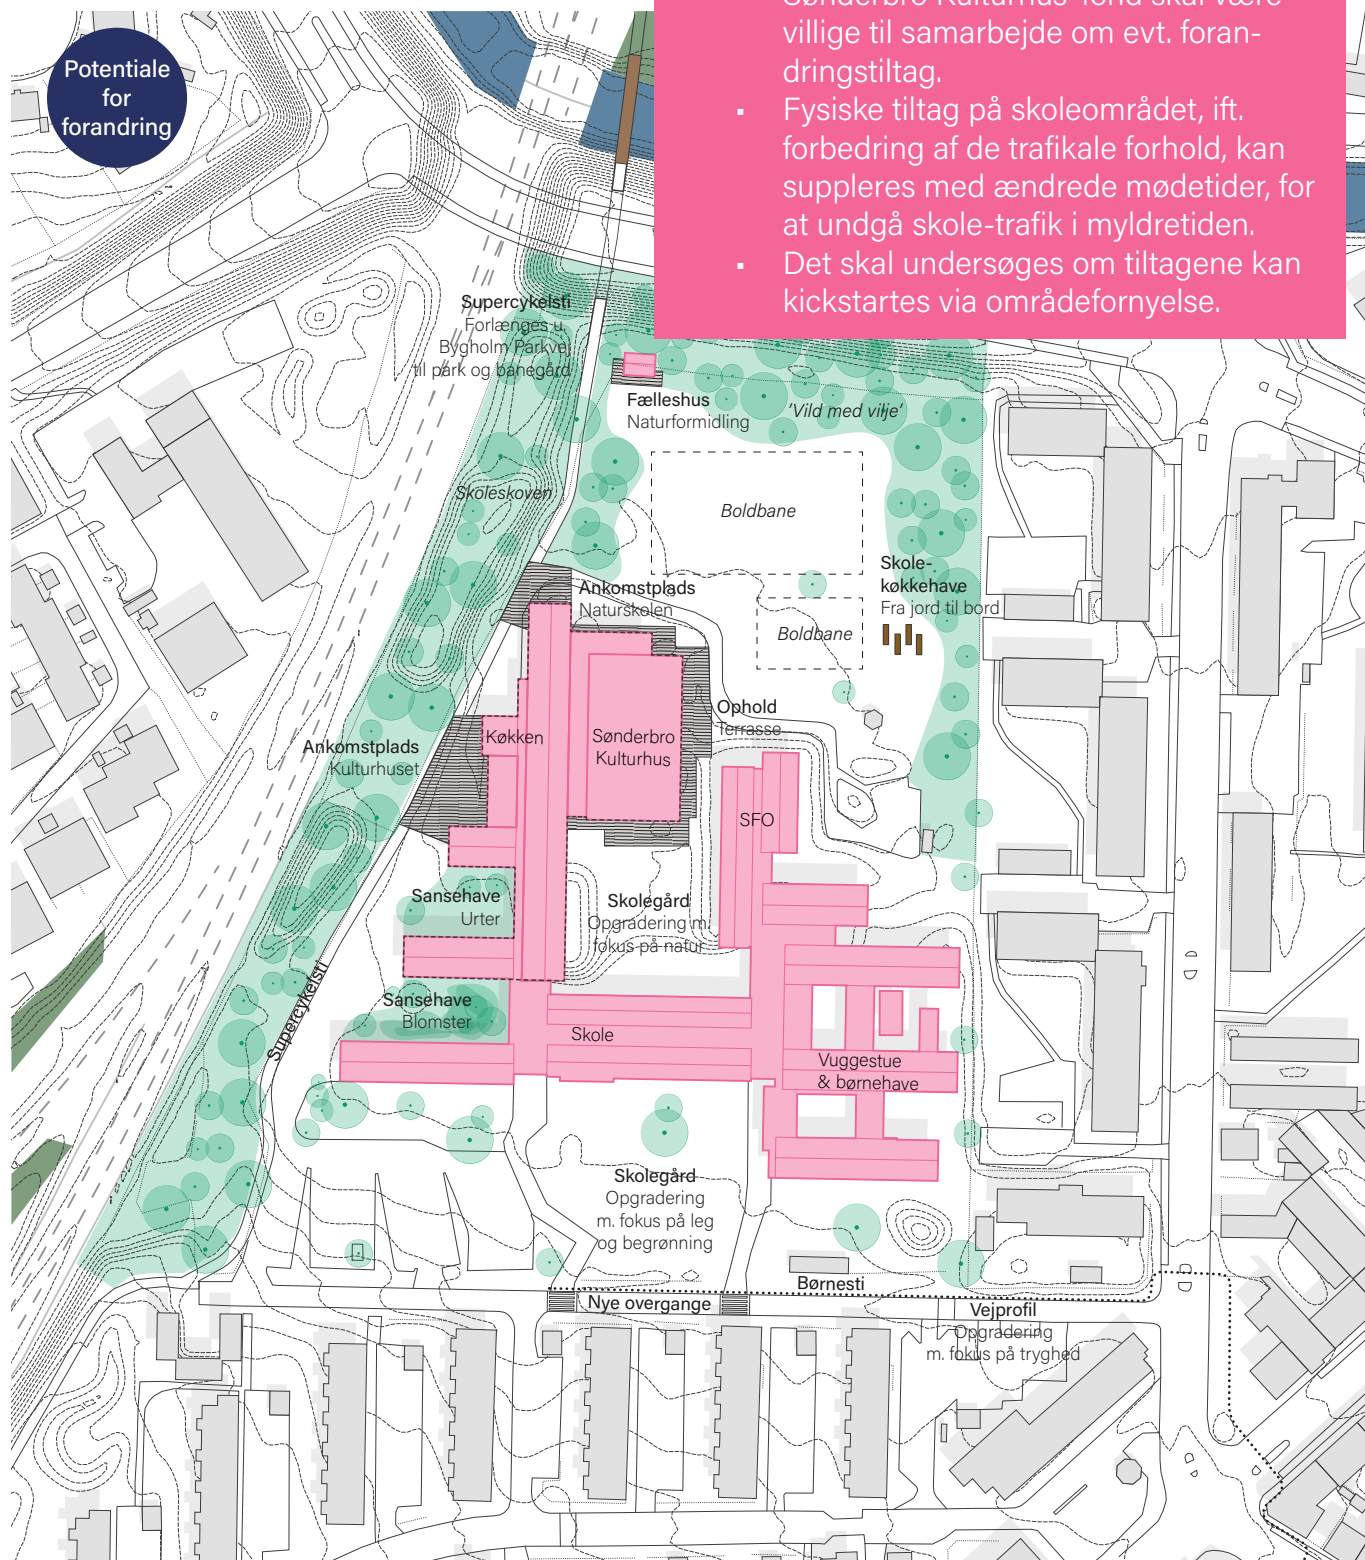 Potentiale
for
forandring
Sønderbro Kulturhus' fond skal være
villige til samarbejde om evt. foran-
dringstiltag.
▪ Fysiske tiltag på skoleområdet, ift.
forbedring af de trafikale forhold, kan
suppleres med ændrede mødetider, for
at undgå skole-trafik i myldretiden.
▪ Det skal undersøges om tiltagene kan
kickstartes via områdefornyelse.
Supercykelsti
Forlænges u.
Bygholm Parkvej
til park og banegård
Fælleshus
Naturformidling
'Vild med vilje'
Skoleskoven
Boldbane
Skole-
køkkehave
Fra jord til bord
Ankomstplads
Naturskolen
Boldbane
Ophold
Terrasse
Køkken
Sønderbro
Kulturhus
Ankomstplads
Kulturhuset
SFO
Sansehave
Urter
Skolegård
Opgradering m.
fokus på natur
Sansehave
Blomster
Supercykelsti
Skole
Vuggestue
& børnehave
Skolegård
Opgradering
m. fokus på leg
og begrønning
Børnesti
Nye overgange
Vejprofil
Opgradering
m. fokus på tryghed